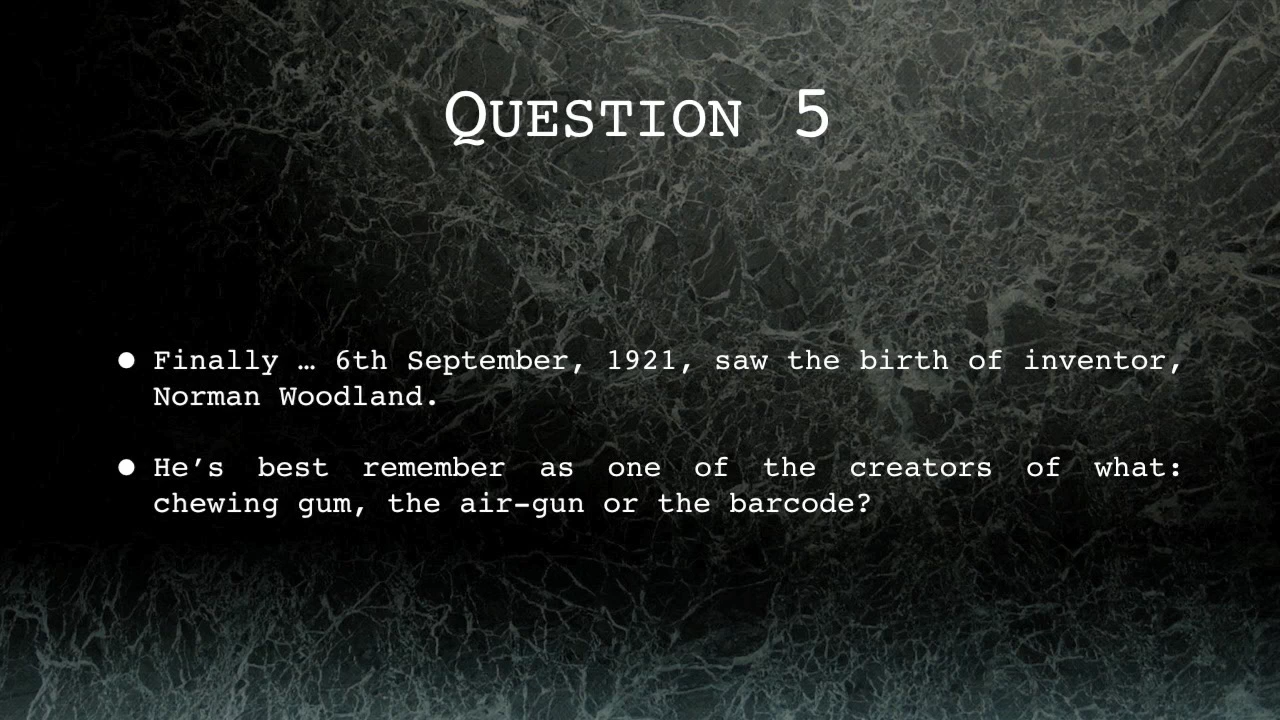 Question 5
● Finally … 6th September, 1921, saw the birth of inventor,
Norman Woodland.
● He’s best remember as one of the creators of what:
chewing gum, the air-gun or the barcode?